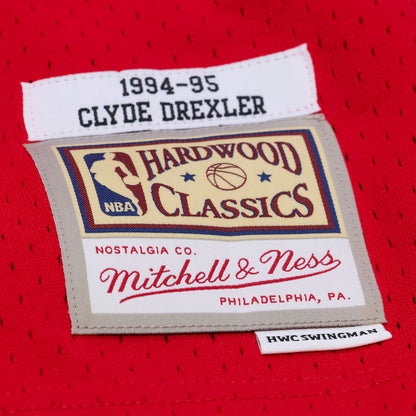 1994-95
CLYDE DREXLER
HARDWOOD
NBA
CLASSICS
NOSTALGIA CO.
Mitchell & Ness
PHILADELPHIA, PA.
HWC SWINGMAN